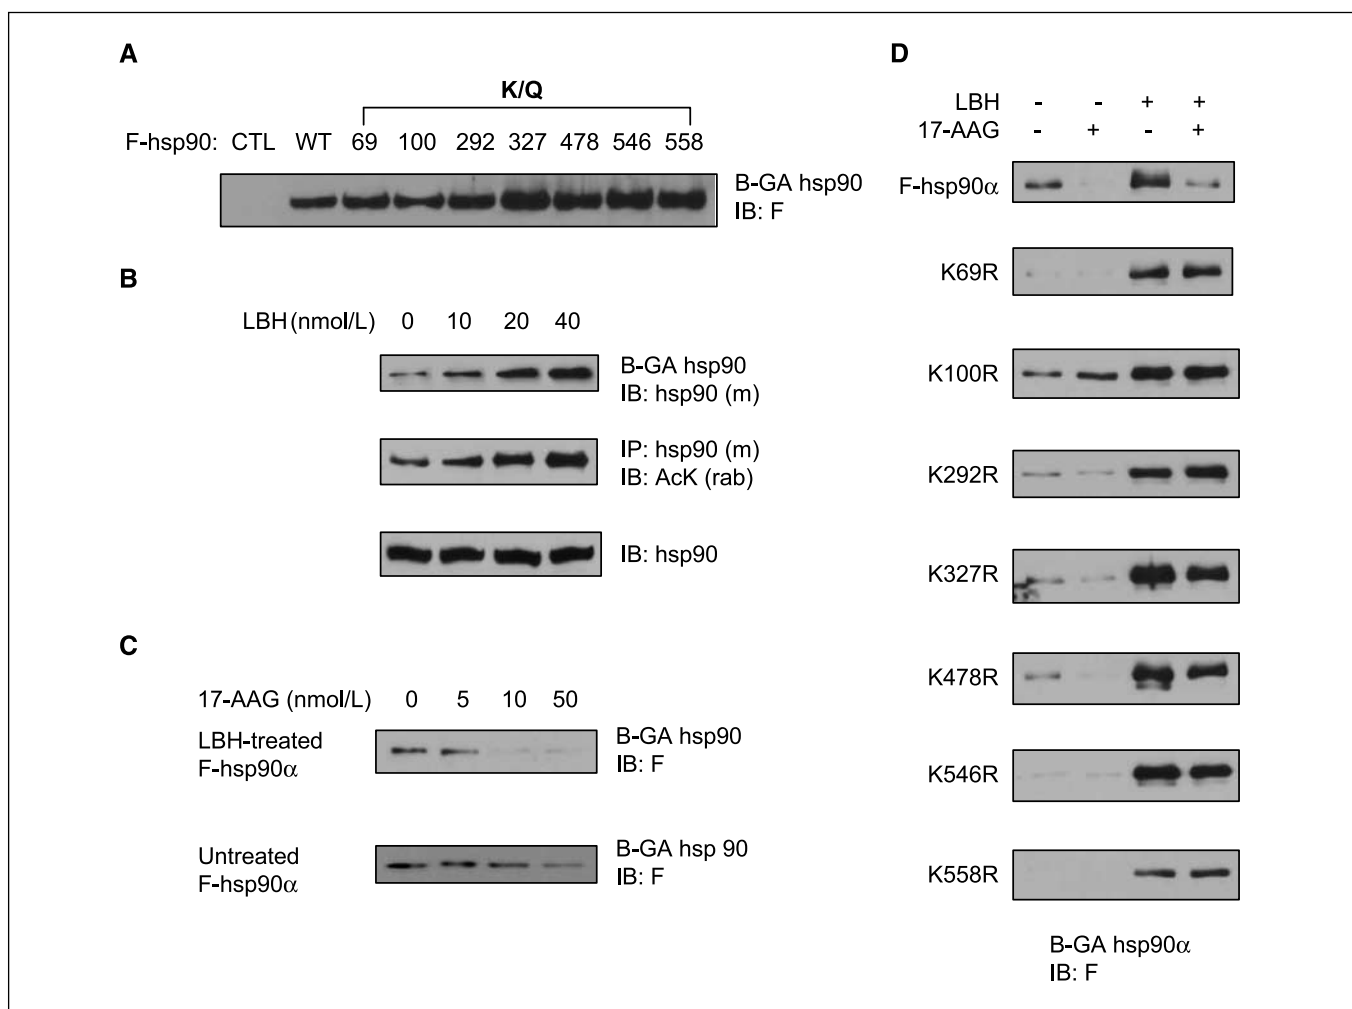 A
K/Q
F-hsp90: CTL WT 69 100 292 327 478 546 558
B-GA hsp90
IB: F
B
LBH (nmol/L) 0 10 20 40
B-GA hsp90
IB: hsp90 (m)
IP: hsp90 (m)
IB: AcK (rab)
IB: hsp90
C
17-AAG (nmol/L) 0 5 10 50
LBH-treated
F-hsp90α
B-GA hsp90
IB: F
Untreated
F-hsp90α
B-GA hsp 90
IB: F
D
LBH - - + +
17-AAG - + - +
F-hsp90α
K69R
K100R
K292R
K327R
K478R
K546R
K558R
B-GA hsp90α
IB: F